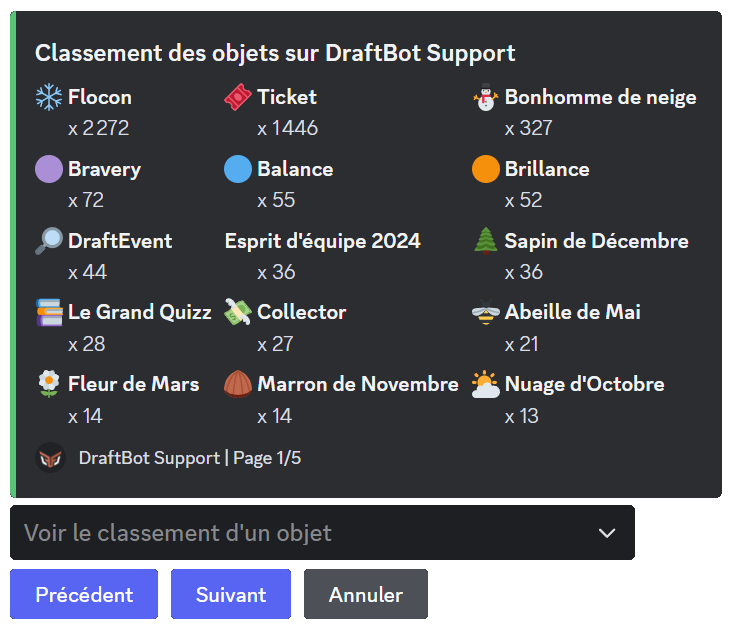 Classement des objets sur DraftBot Support
Flocon Ticket Bonhomme de neige
x 2 272 x 1 446 x 327
Bravery Balance Brillance
x 72 x 55 x 52
DraftEvent Esprit d'équipe 2024 Sapin de Décembre
x 44 x 36 x 36
Le Grand Quizz Collector Abeille de Mai
x 28 x 27 x 21
Fleur de Mars Marron de Novembre Nuage d'Octobre
x 14 x 14 x 13
DraftBot Support | Page 1/5
Voir le classement d'un objet
Précédent Suivant Annuler